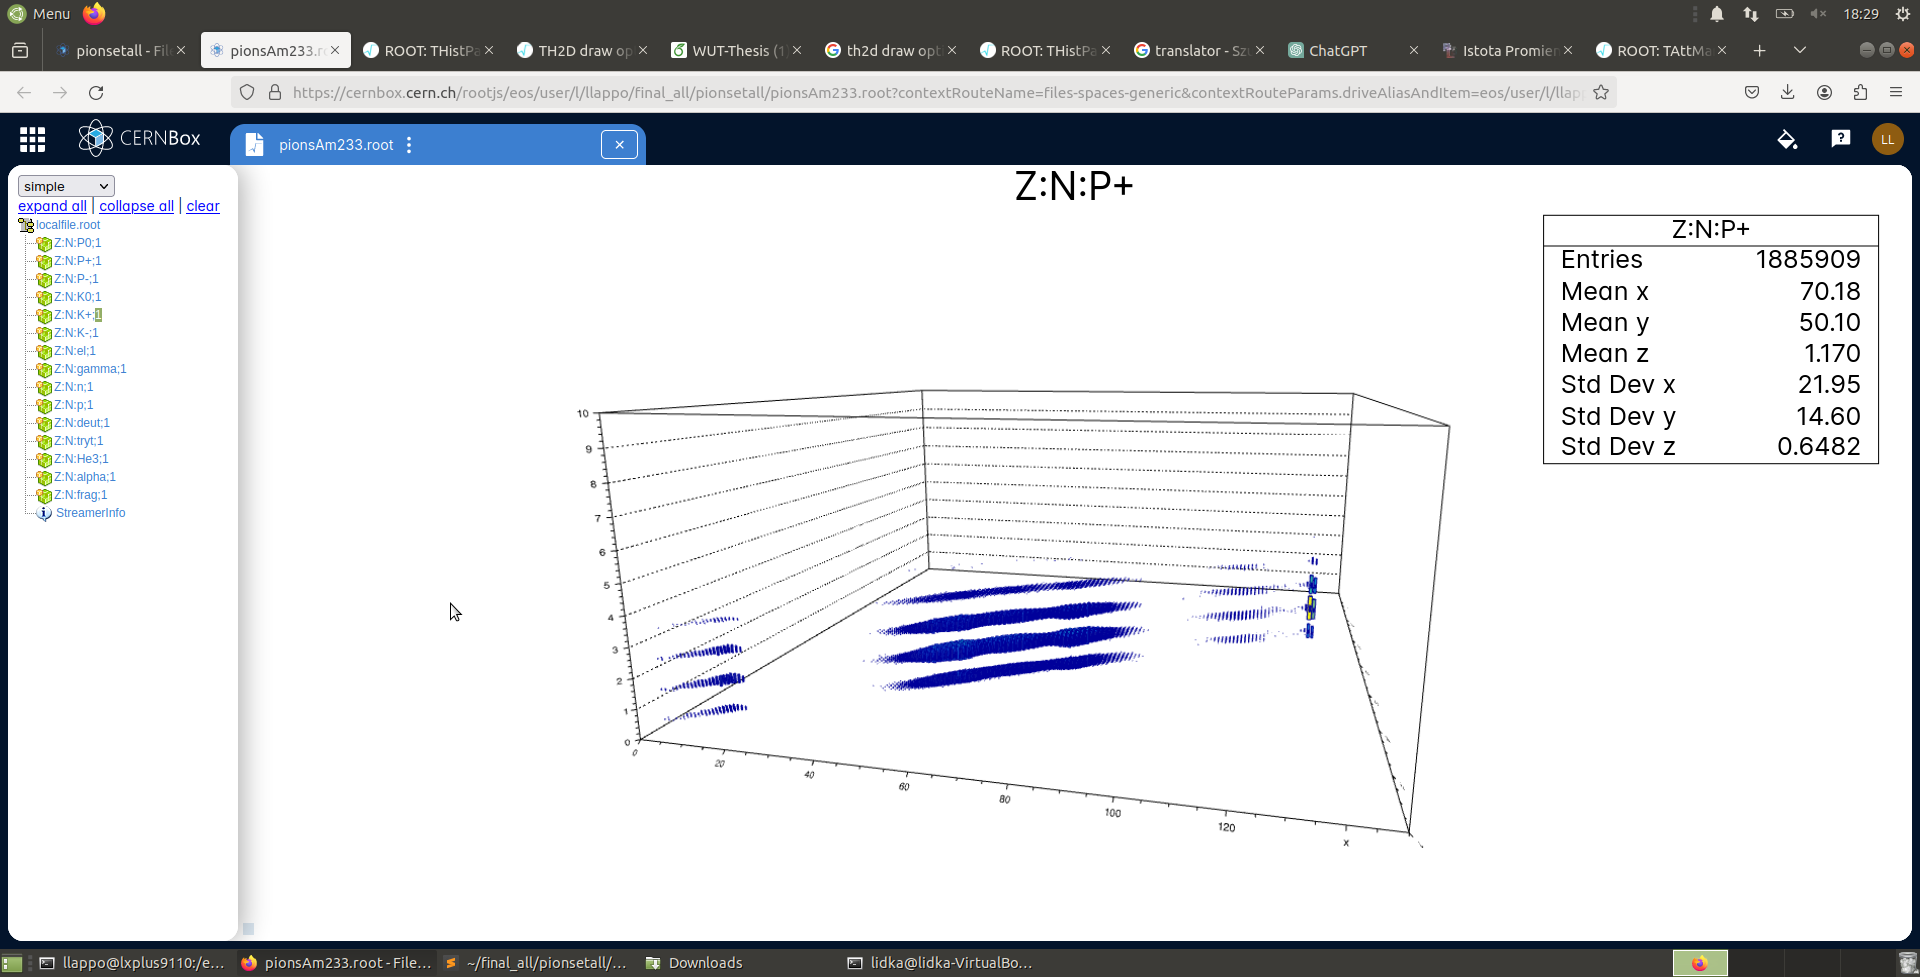 Menu
18:29
pionsetall - File
pionsAm233.ro
ROOT: THistPa
TH2D draw op
WUT-Thesis (1)
th2d draw opt
ROOT: THistPa
translator - Szu
ChatGPT
Istota Promien
ROOT: TAttMa
https://cernbox.cern.ch/rootjs/eos/user/l/llappo/final_all/pionsetall/pionsAm233.root?contextRouteName=files-spaces-generic&contextRouteParams.driveAliasAndItem=eos/user/l/llapp
CERNBox
pionsAm233.root
LL
simple
expand all | collapse all | clear
localfile.root
Z:N:P0;1
Z:N:P+;1
Z:N:P-;1
Z:N:K0;1
Z:N:K+;1
Z:N:K-;1
Z:N:el;1
Z:N:gamma;1
Z:N:n;1
Z:N:p;1
Z:N:deut;1
Z:N:tryt;1
Z:N:He3;1
Z:N:alpha;1
Z:N:frag;1
StreamerInfo
Z:N:P+
Z:N:P+
Entries 1885909
Mean x 70.18
Mean y 50.10
Mean z 1.170
Std Dev x 21.95
Std Dev y 14.60
Std Dev z 0.6482
10
9
8
7
6
5
4
3
2
1
0
0
20
40
60
80
100
120
x
llappo@lxplus9110:/e...
pionsAm233.root - File...
~/final_all/pionsetall/...
Downloads
lidka@lidka-VirtualBo...